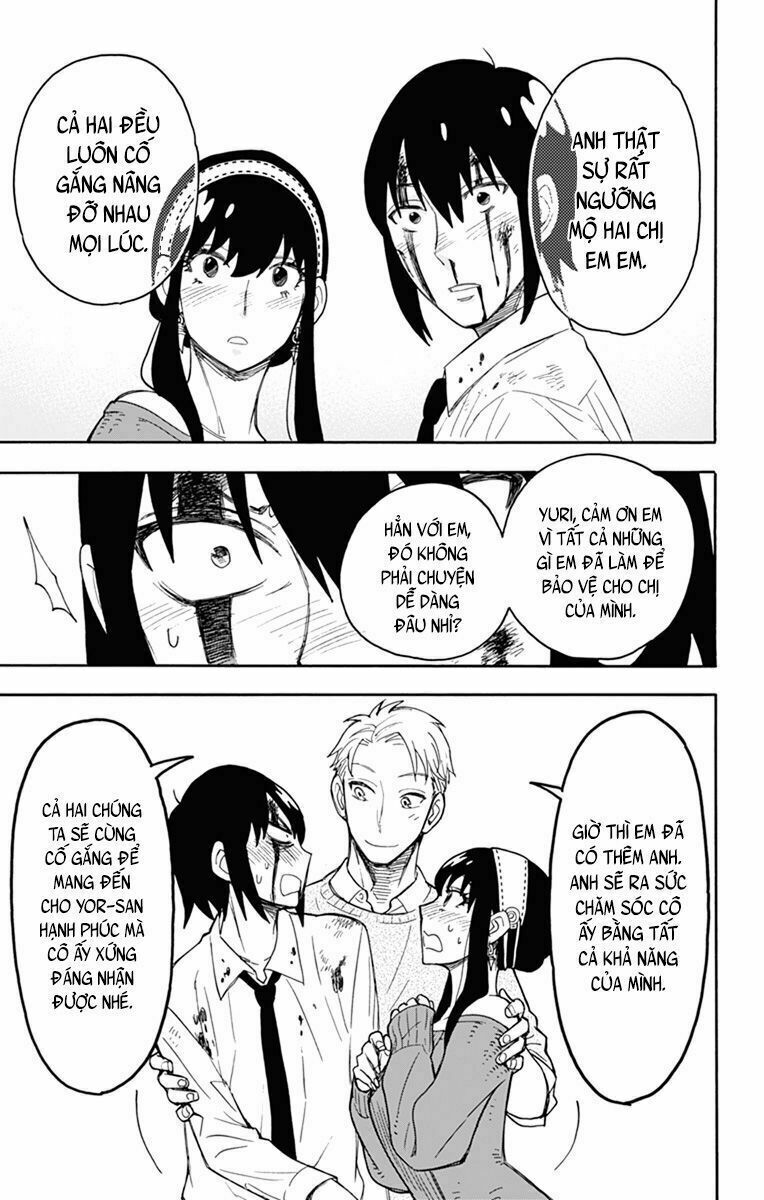 ANH THẬT
SỰ RẤT
NGƯỠNG
MỘ HAI CHỊ
EM EM.
CẢ HAI ĐỀU
LUÔN CỐ
GẮNG NÂNG
ĐỠ NHAU
MỌI LÚC.
YURI, CẢM ƠN EM
VÌ TẤT CẢ NHỮNG
GÌ EM ĐÃ LÀM ĐỂ
BẢO VỆ CHO CHỊ
CỦA MÌNH.
HẲN VỚI EM,
ĐÓ KHÔNG
PHẢI CHUYỆN
DỄ DÀNG
ĐÂU NHỈ?
GIỜ THÌ EM ĐÃ
CÓ THÊM ANH.
ANH SẼ RA SỨC
CHĂM SÓC CÔ
ẤY BẰNG TẤT
CẢ KHẢ NĂNG
CỦA MÌNH.
CẢ HAI CHÚNG
TA SẼ CÙNG
CỐ GẮNG ĐỂ
MANG ĐẾN
CHO YOR-SAN
HẠNH PHÚC MÀ
CÔ ẤY XỨNG
ĐÁNG NHẬN
ĐƯỢC NHÉ.